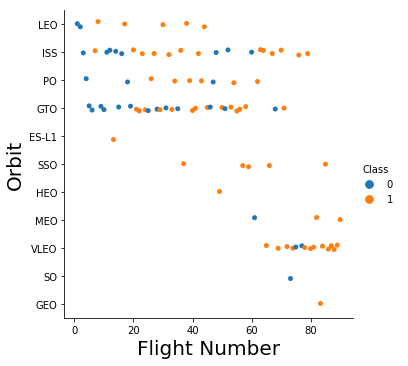 LEO
ISS
PO
GTO
ES-L1
SSO
HEO
MEO
VLEO
SO
GEO
Orbit
0
20
40
60
80
Flight Number
Class
0
1